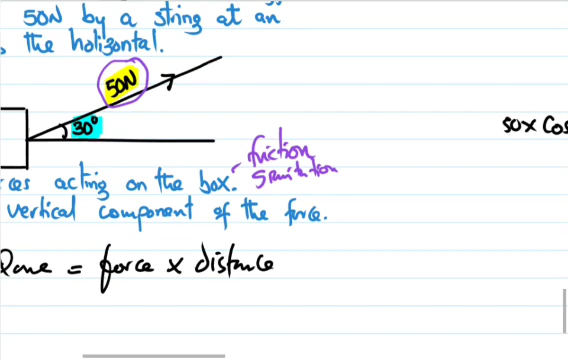 50N by a string at an
the horizontal.
50N
30°
50 x Cos
friction
acting on the box.
vertical component of the force.
= force x distance